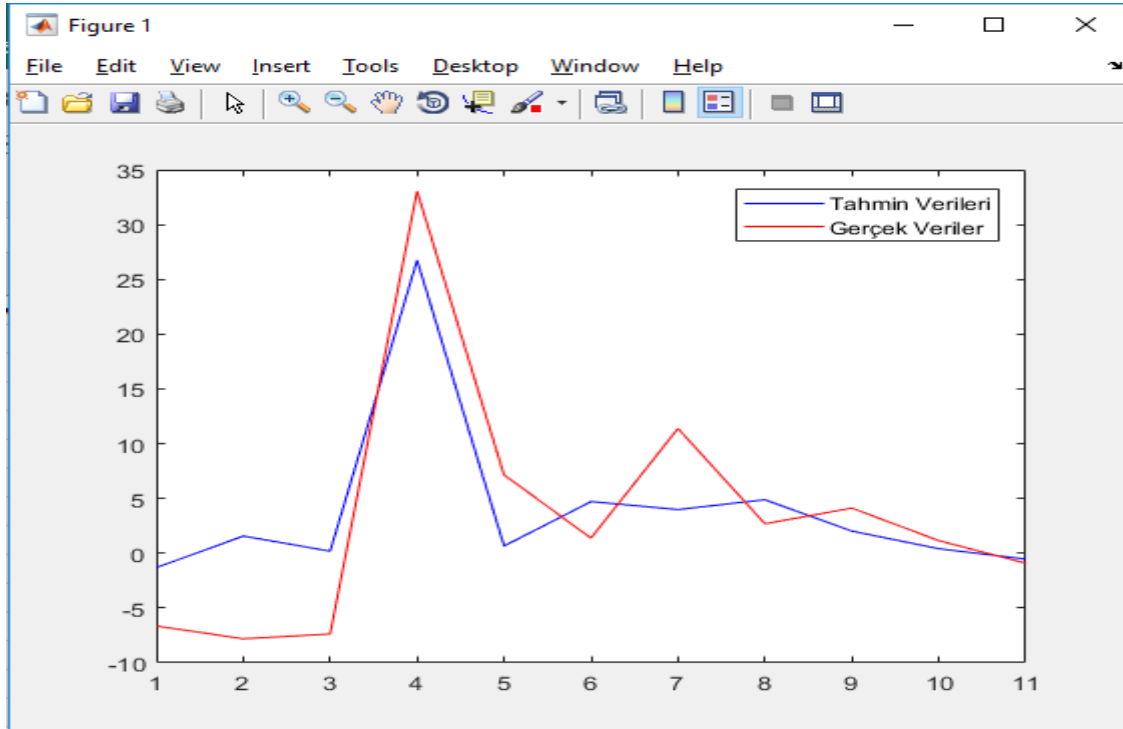 Figure 1
File Edit View Insert Tools Desktop Window Help
35
30
25
20
15
10
5
0
-5
-10
1 2 3 4 5 6 7 8 9 10 11
Tahmin Verileri
Gerçek Veriler